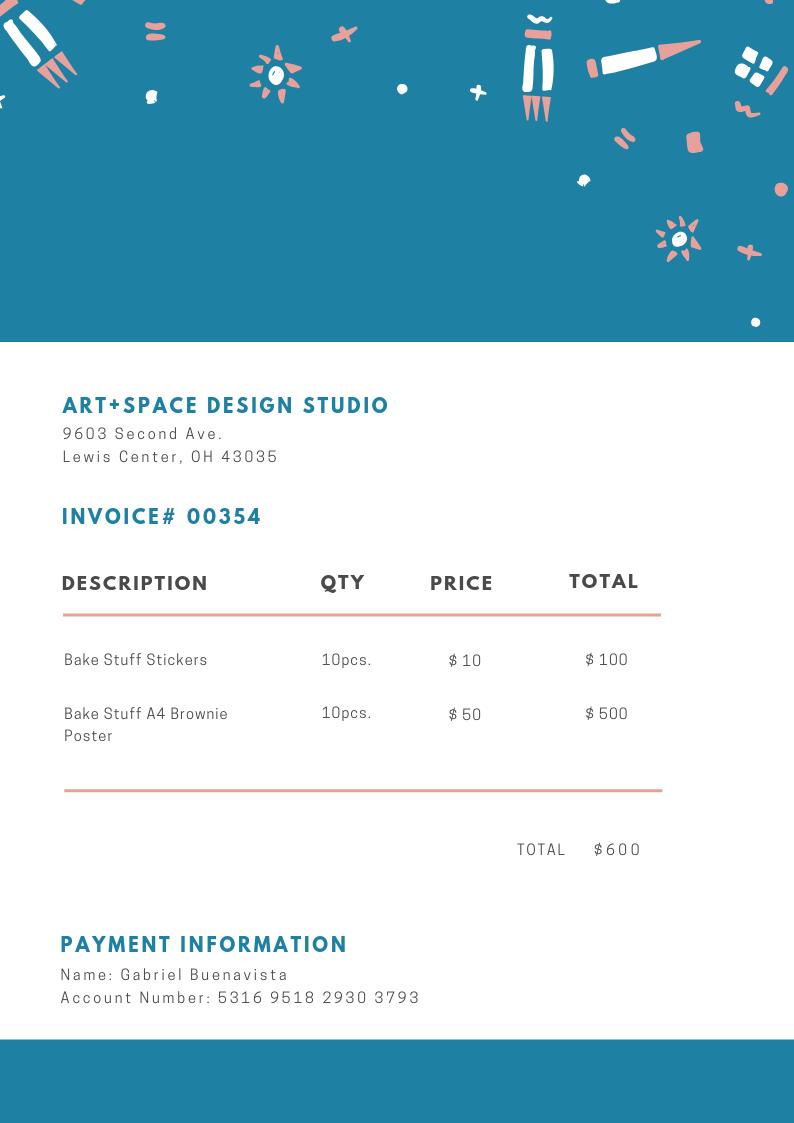 ART+SPACE DESIGN STUDIO
9603 Second Ave.
Lewis Center, OH 43035
INVOICE# 00354
DESCRIPTION QTY PRICE TOTAL
Bake Stuff Stickers 10pcs. $ 10 $ 100
Bake Stuff A4 Brownie 10pcs. $ 50 $ 500
Poster
TOTAL $600
PAYMENT INFORMATION
Name: Gabriel Buenavista
Account Number: 5316 9518 2930 3793